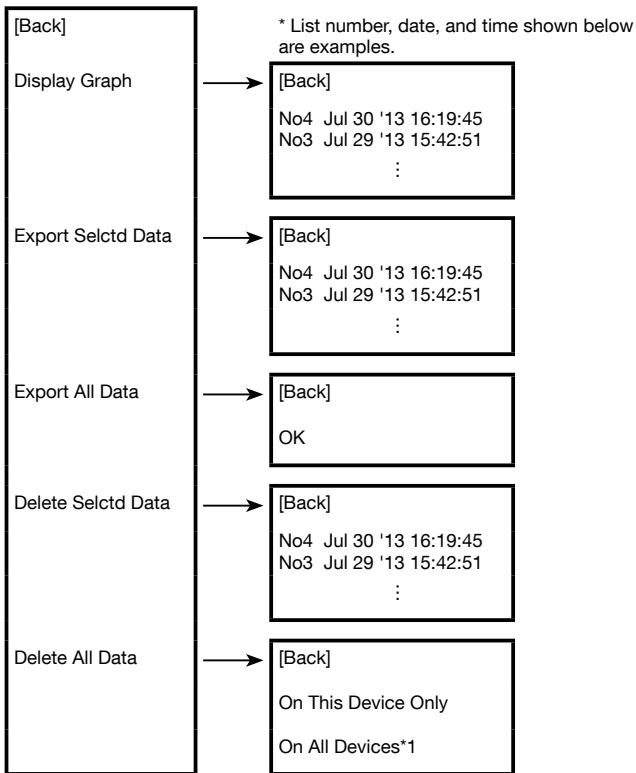 [Back]
* List number, date, and time shown below
are examples.
Display Graph
[Back]
No4 Jul 30 '13 16:19:45
No3 Jul 29 '13 15:42:51
⋮
Export Selctd Data
[Back]
No4 Jul 30 '13 16:19:45
No3 Jul 29 '13 15:42:51
⋮
Export All Data
[Back]
OK
Delete Selctd Data
[Back]
No4 Jul 30 '13 16:19:45
No3 Jul 29 '13 15:42:51
⋮
Delete All Data
[Back]
On This Device Only
On All Devices*1